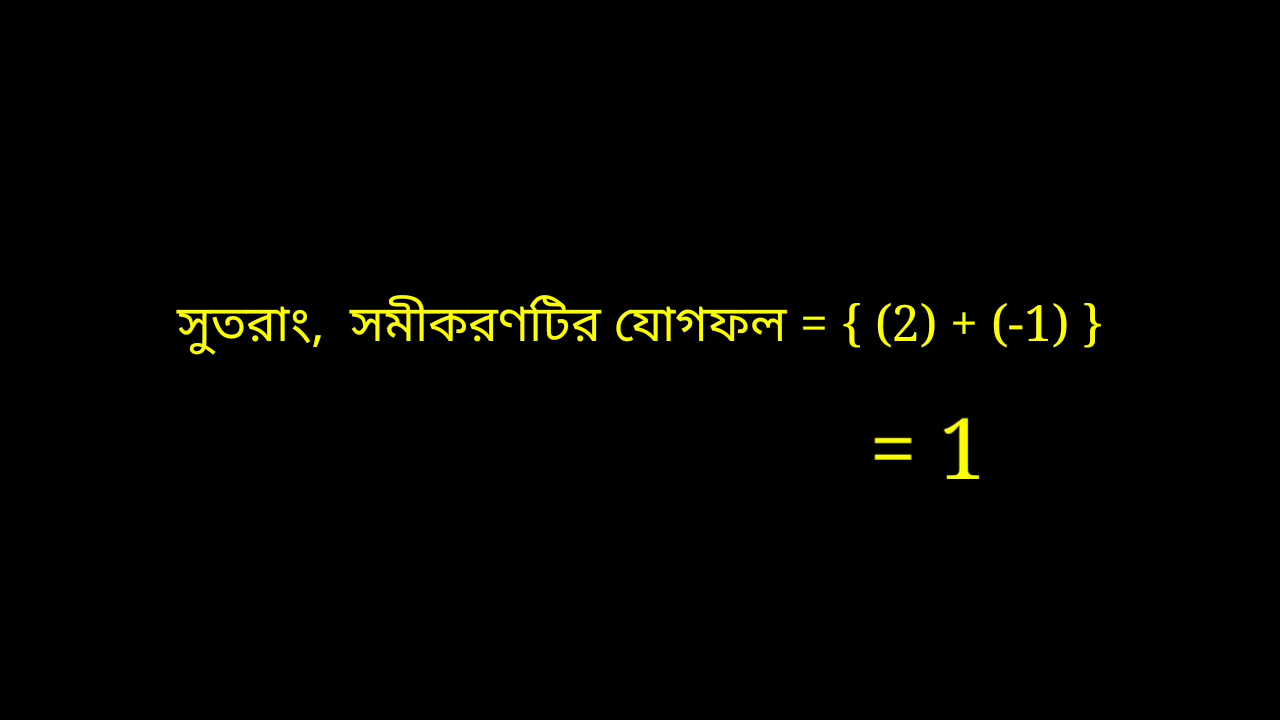 সুতরাং,  সমীকরণটির যোগফল = { (2) + (-1) }
= 1